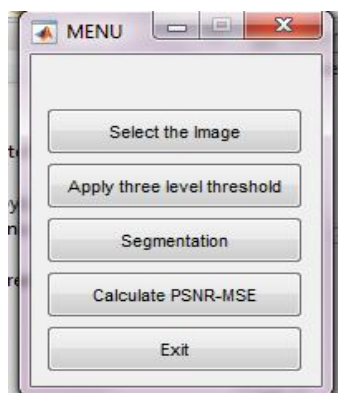 MENU
Select the Image
Apply three level threshold
Segmentation
Calculate PSNR-MSE
Exit